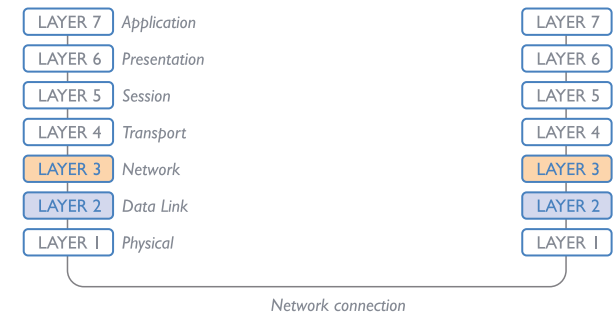 LAYER 7 Application LAYER 7
LAYER 6 Presentation LAYER 6
LAYER 5 Session LAYER 5
LAYER 4 Transport LAYER 4
LAYER 3 Network LAYER 3
LAYER 2 Data Link LAYER 2
LAYER 1 Physical LAYER 1
Network connection